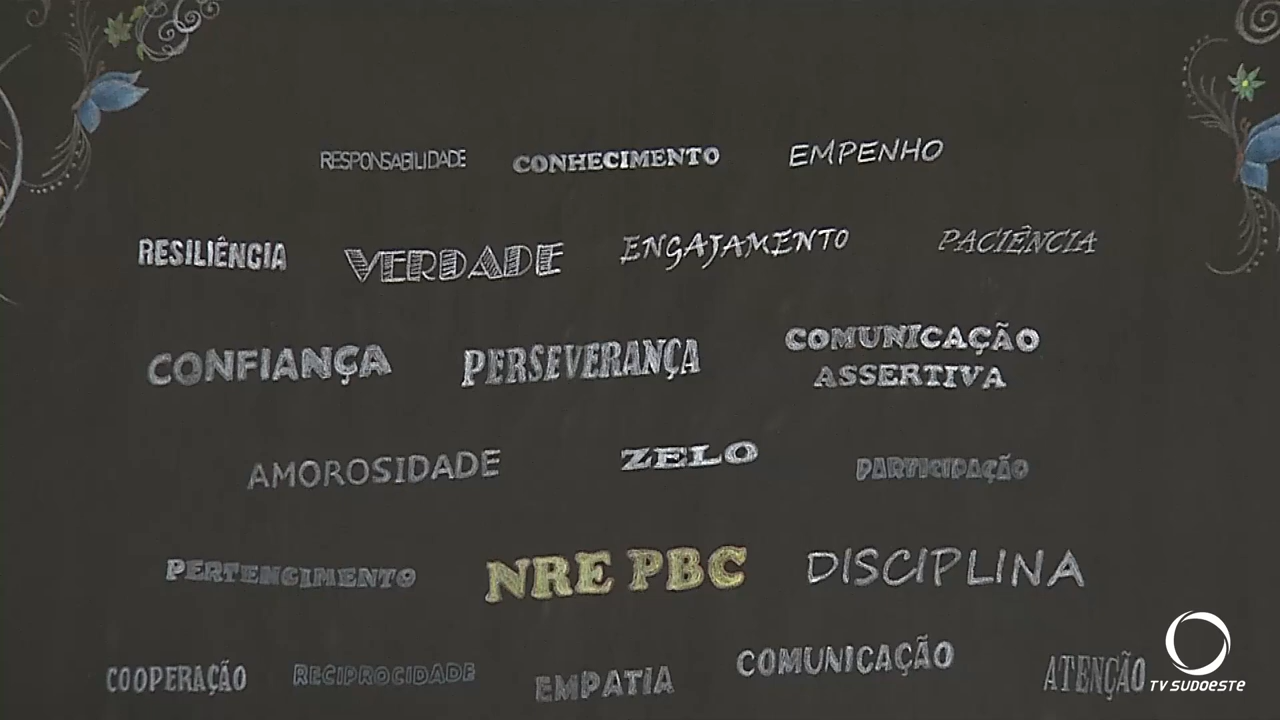 RESPONSABILIDADE CONHECIMENTO EMPENHO
RESILIÊNCIA VERDADE ENGAJAMENTO PACIÊNCIA
CONFIANÇA PERSEVERANÇA COMUNICAÇÃO
ASSERTIVA
AMOROSIDADE ZELO PARTICIPAÇÃO
PERTENCIMENTO NRE PBC DISCIPLINA
COOPERAÇÃO RECIPROCIDADE EMPATIA COMUNICAÇÃO ATENÇÃO
TV SUDOESTE